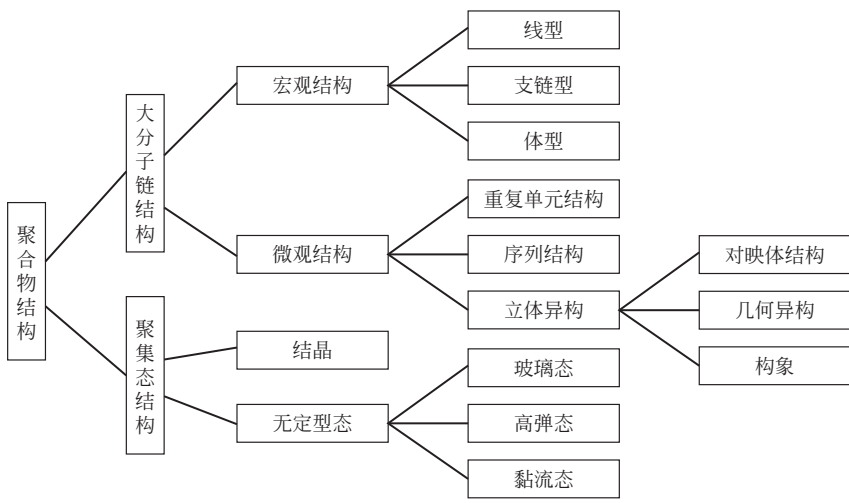 聚合物结构
大分子链结构
宏观结构
线型
支链型
体型
微观结构
重复单元结构
序列结构
立体异构
对映体结构
几何异构
构象
聚集态结构
结晶
无定型态
玻璃态
高弹态
黏流态